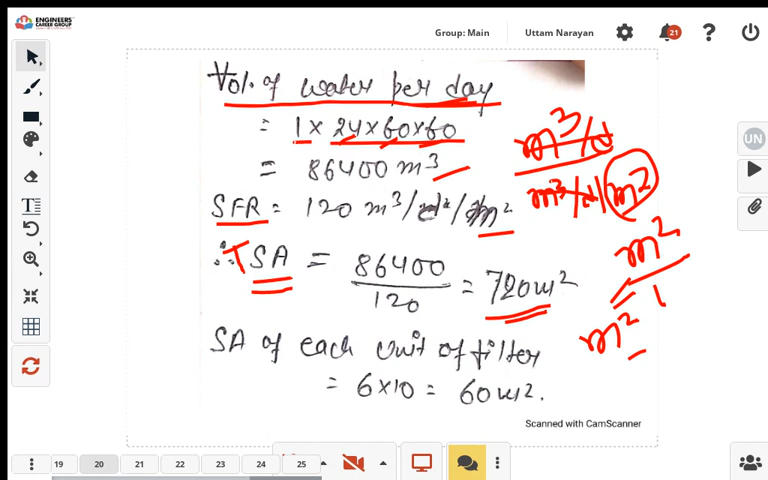 ENGINEERS
CAREER GROUP
Group: Main
Uttam Narayan
21
UN
Vol. of water per day
= 1 × 24 × 60 × 60
= 86400 m³
m³/d
m³/d/m²
SFR = 120 m³/d/m²
∴ TSA = 86400/120 = 720 m²
m²
1
m²
SA of each unit of filter
= 6×10 = 60 m².
Scanned with CamScanner
19 20 21 22 23 24 25